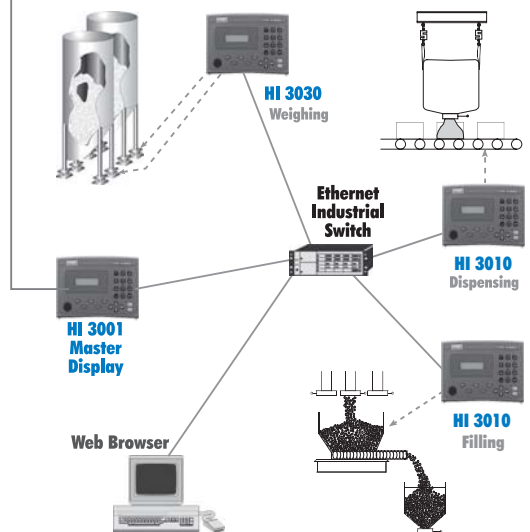 HI 3030
Weighing
Ethernet
Industrial
Switch
HI 3010
Dispensing
HI 3001
Master
Display
HI 3010
Filling
Web Browser